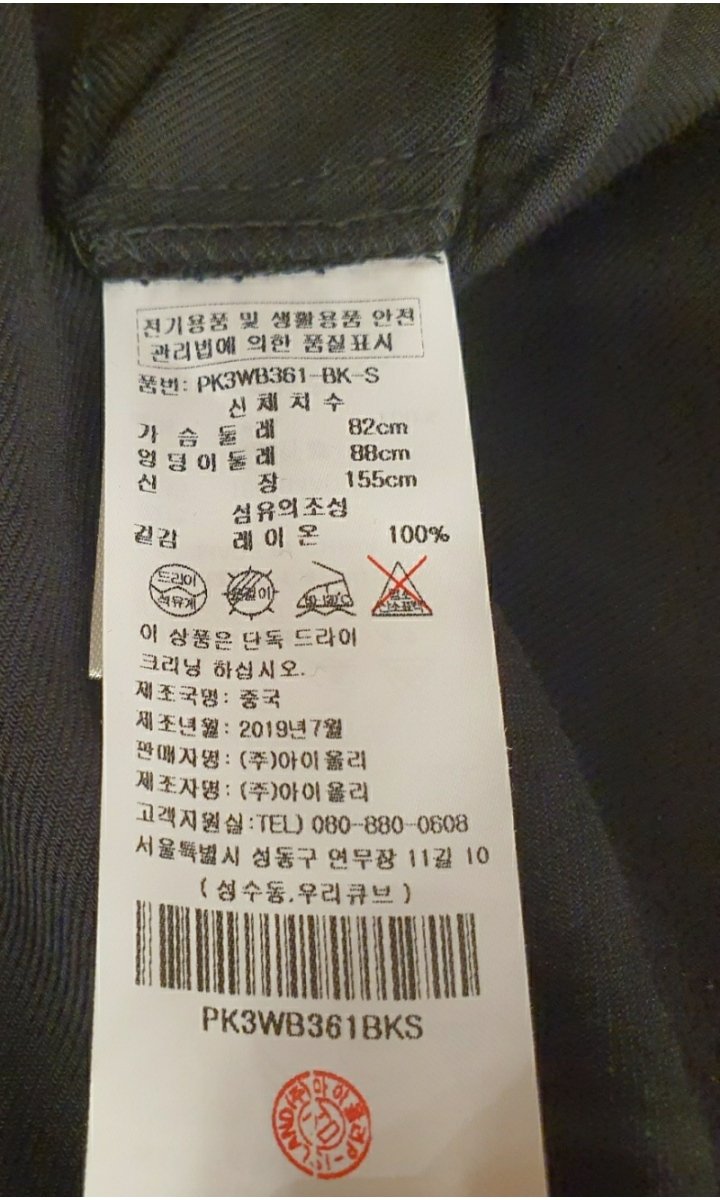 전기용품 및 생활용품 안전
관리법에 의한 품질표시
품번: PK3WB361-BK-S
신체치수
가슴둘레 82cm
엉덩이둘레 88cm
신장 155cm
섬유의조성
겉감 레이온 100%
드라이
석유계
이 상품은 단독 드라이
크리닝 하십시오.
제조국명: 중국
제조년월: 2019년7월
판매자명: (주)아이올리
제조자명: (주)아이올리
고객지원실:TEL) 080-880-0608
서울특별시 성동구 연무장 11길 10
(성수동,우리큐브)
PK3WB361BKS